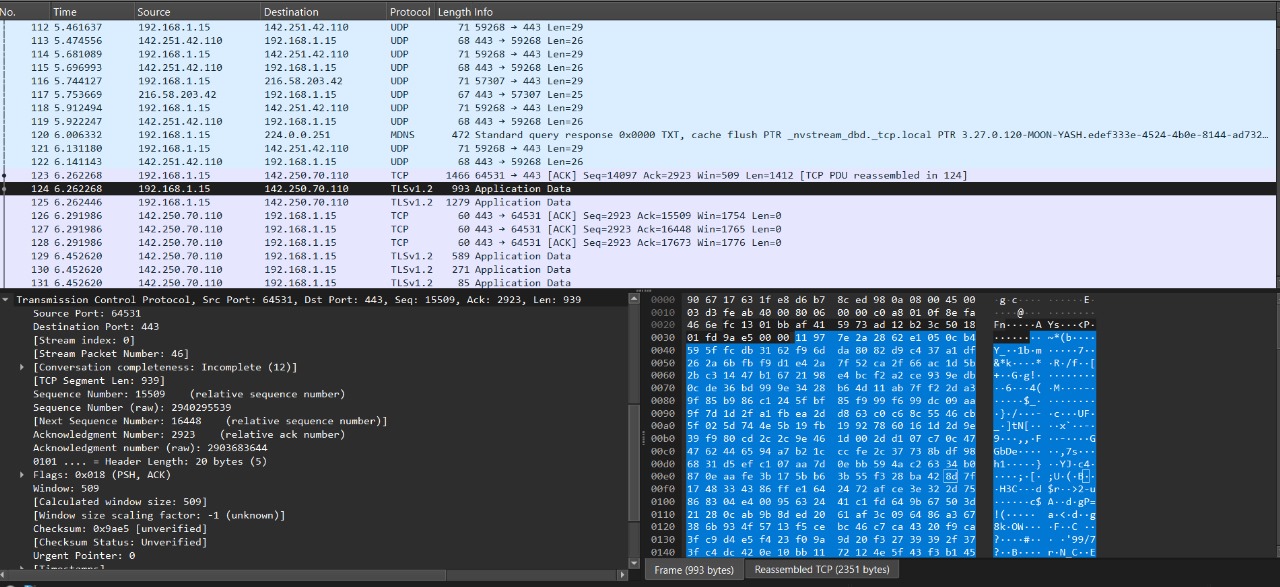 No. Time Source Destination Protocol Length Info
112 5.461637 192.168.1.15 142.251.42.110 UDP 71 59268 → 443 Len=29
113 5.474556 142.251.42.110 192.168.1.15 UDP 68 443 → 59268 Len=26
114 5.681089 192.168.1.15 142.251.42.110 UDP 71 59268 → 443 Len=29
115 5.696993 142.251.42.110 192.168.1.15 UDP 68 443 → 59268 Len=26
116 5.744127 192.168.1.15 216.58.203.42 UDP 71 57307 → 443 Len=29
117 5.753669 216.58.203.42 192.168.1.15 UDP 67 443 → 57307 Len=25
118 5.912494 192.168.1.15 142.251.42.110 UDP 71 59268 → 443 Len=29
119 5.922247 142.251.42.110 192.168.1.15 UDP 68 443 → 59268 Len=26
120 6.006332 192.168.1.15 224.0.0.251 MDNS 472 Standard query response 0x0000 TXT, cache flush PTR _nvstream_dbd._tcp.local PTR 3.27.0.120-MOON-YASH.edef333e-4524-4b0e-8144-ad732…
121 6.131180 192.168.1.15 142.251.42.110 UDP 71 59268 → 443 Len=29
122 6.141143 142.251.42.110 192.168.1.15 UDP 68 443 → 59268 Len=26
123 6.262268 192.168.1.15 142.250.70.110 TCP 1466 64531 → 443 [ACK] Seq=14097 Ack=2923 Win=509 Len=1412 [TCP PDU reassembled in 124]
124 6.262268 192.168.1.15 142.250.70.110 TLSv1.2 993 Application Data
125 6.262446 192.168.1.15 142.250.70.110 TLSv1.2 1279 Application Data
126 6.291986 142.250.70.110 192.168.1.15 TCP 60 443 → 64531 [ACK] Seq=2923 Ack=15509 Win=1754 Len=0
127 6.291986 142.250.70.110 192.168.1.15 TCP 60 443 → 64531 [ACK] Seq=2923 Ack=16448 Win=1765 Len=0
128 6.291986 142.250.70.110 192.168.1.15 TCP 60 443 → 64531 [ACK] Seq=2923 Ack=17673 Win=1776 Len=0
129 6.452620 142.250.70.110 192.168.1.15 TLSv1.2 589 Application Data
130 6.452620 142.250.70.110 192.168.1.15 TLSv1.2 271 Application Data
131 6.452620 142.250.70.110 192.168.1.15 TLSv1.2 85 Application Data
Transmission Control Protocol, Src Port: 64531, Dst Port: 443, Seq: 15509, Ack: 2923, Len: 939
Source Port: 64531
Destination Port: 443
[Stream index: 0]
[Stream Packet Number: 46]
[Conversation completeness: Incomplete (12)]
[TCP Segment Len: 939]
Sequence Number: 15509 (relative sequence number)
Sequence Number (raw): 2940295539
[Next Sequence Number: 16448 (relative sequence number)]
Acknowledgment Number: 2923 (relative ack number)
Acknowledgment number (raw): 2903683644
0101 .... = Header Length: 20 bytes (5)
Flags: 0x018 (PSH, ACK)
Window: 509
[Calculated window size: 509]
[Window size scaling factor: -1 (unknown)]
Checksum: 0x9ae5 [unverified]
[Checksum Status: Unverified]
Urgent Pointer: 0
[Timestamps]
0000 90 67 17 63 1f e8 d6 b7 8c ed 98 0a 08 00 45 00
0010 03 d3 fe ab 40 00 80 06 00 00 c0 a8 01 0f 8e fa
0020 46 6e fc 13 01 bb af 41 59 73 ad 12 b2 3c 50 18
0030 01 fd 9a e5 00 00 11 97 7e 2a 28 62 e1 05 0c b4
0040 59 5f fc db 31 62 f9 6d da 80 82 d9 c4 37 a1 df
0050 26 2a 6b fb f9 d1 e4 2a 7f 52 ca 2f 66 ac 1d 5b
0060 2b c3 14 47 b1 67 21 98 e4 bc f2 a2 ce 93 9e db
0070 0c de 36 bd 99 9e 34 28 b6 4d 11 ab 7f f2 2d a3
0080 9f 85 b9 86 c1 24 5f bf 85 f9 99 f6 99 dc 09 aa
0090 9f 7d 1d 2f a1 fb ea 2d d8 63 c0 c6 8c 55 46 cb
00a0 5f 02 5d 74 4e 5b 19 fb 19 92 78 60 16 1d 2d 9e
00b0 39 f9 80 cd 2c 2c 9e 46 1d 00 2d d1 07 c7 0c 47
00c0 47 62 44 65 94 a7 b2 1c cc fe 2c 37 73 8b df 98
00d0 68 31 d5 ef c1 07 aa 7d 0e bb 59 4a c2 63 34 b0
00e0 87 0e aa fe 3b 17 5b b6 3b 55 f3 28 ba 42 8d 7f
00f0 17 48 33 43 86 ff e1 64 24 72 af ce 3e 32 2d 75
0100 86 83 04 e4 00 95 63 24 41 c1 fd 64 9b 67 50 3d
0110 21 28 0c ab 9b 8d ed 20 61 af 3c 09 64 86 a3 67
0120 38 6b 93 4f 57 13 f5 ce bc 46 c7 ca 43 20 f9 ca
0130 3f c9 d4 e5 f4 23 f0 9a 9d 20 f3 27 39 39 2f 37
0140 3f c4 dc 42 0e 10 bb 11 72 12 4e 5f 43 f3 b1 45
Frame (993 bytes) Reassembled TCP (2351 bytes)